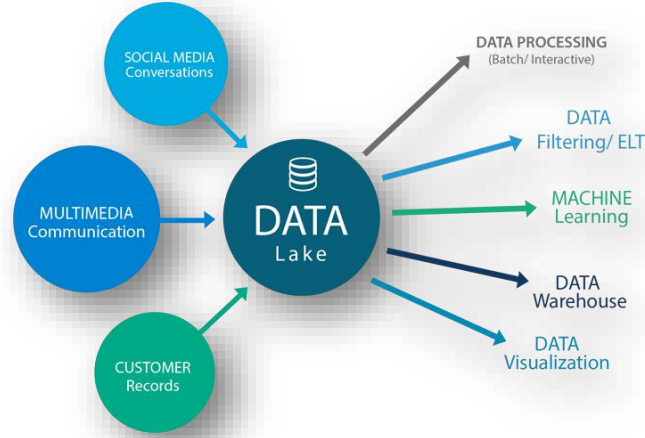 SOCIAL MEDIA
Conversations
MULTIMEDIA
Communication
CUSTOMER
Records
DATA
Lake
DATA PROCESSING
(Batch/ Interactive)
DATA
Filtering/ ELT
MACHINE
Learning
DATA
Warehouse
DATA
Visualization